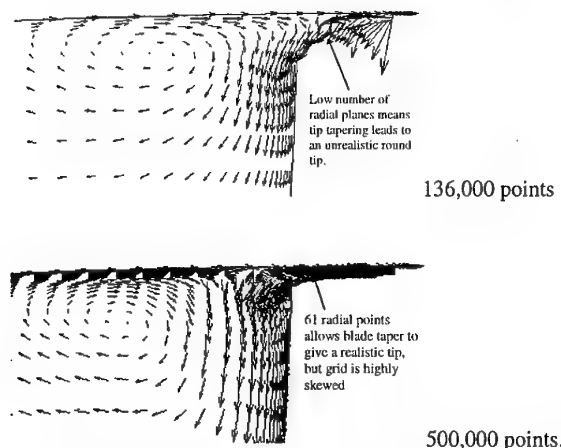 Low number of
radial planes means
tip tapering leads to
an unrealistic round
tip.
136,000 points
61 radial points
allows blade taper to
give a realistic tip,
but grid is highly
skewed
500,000 points.